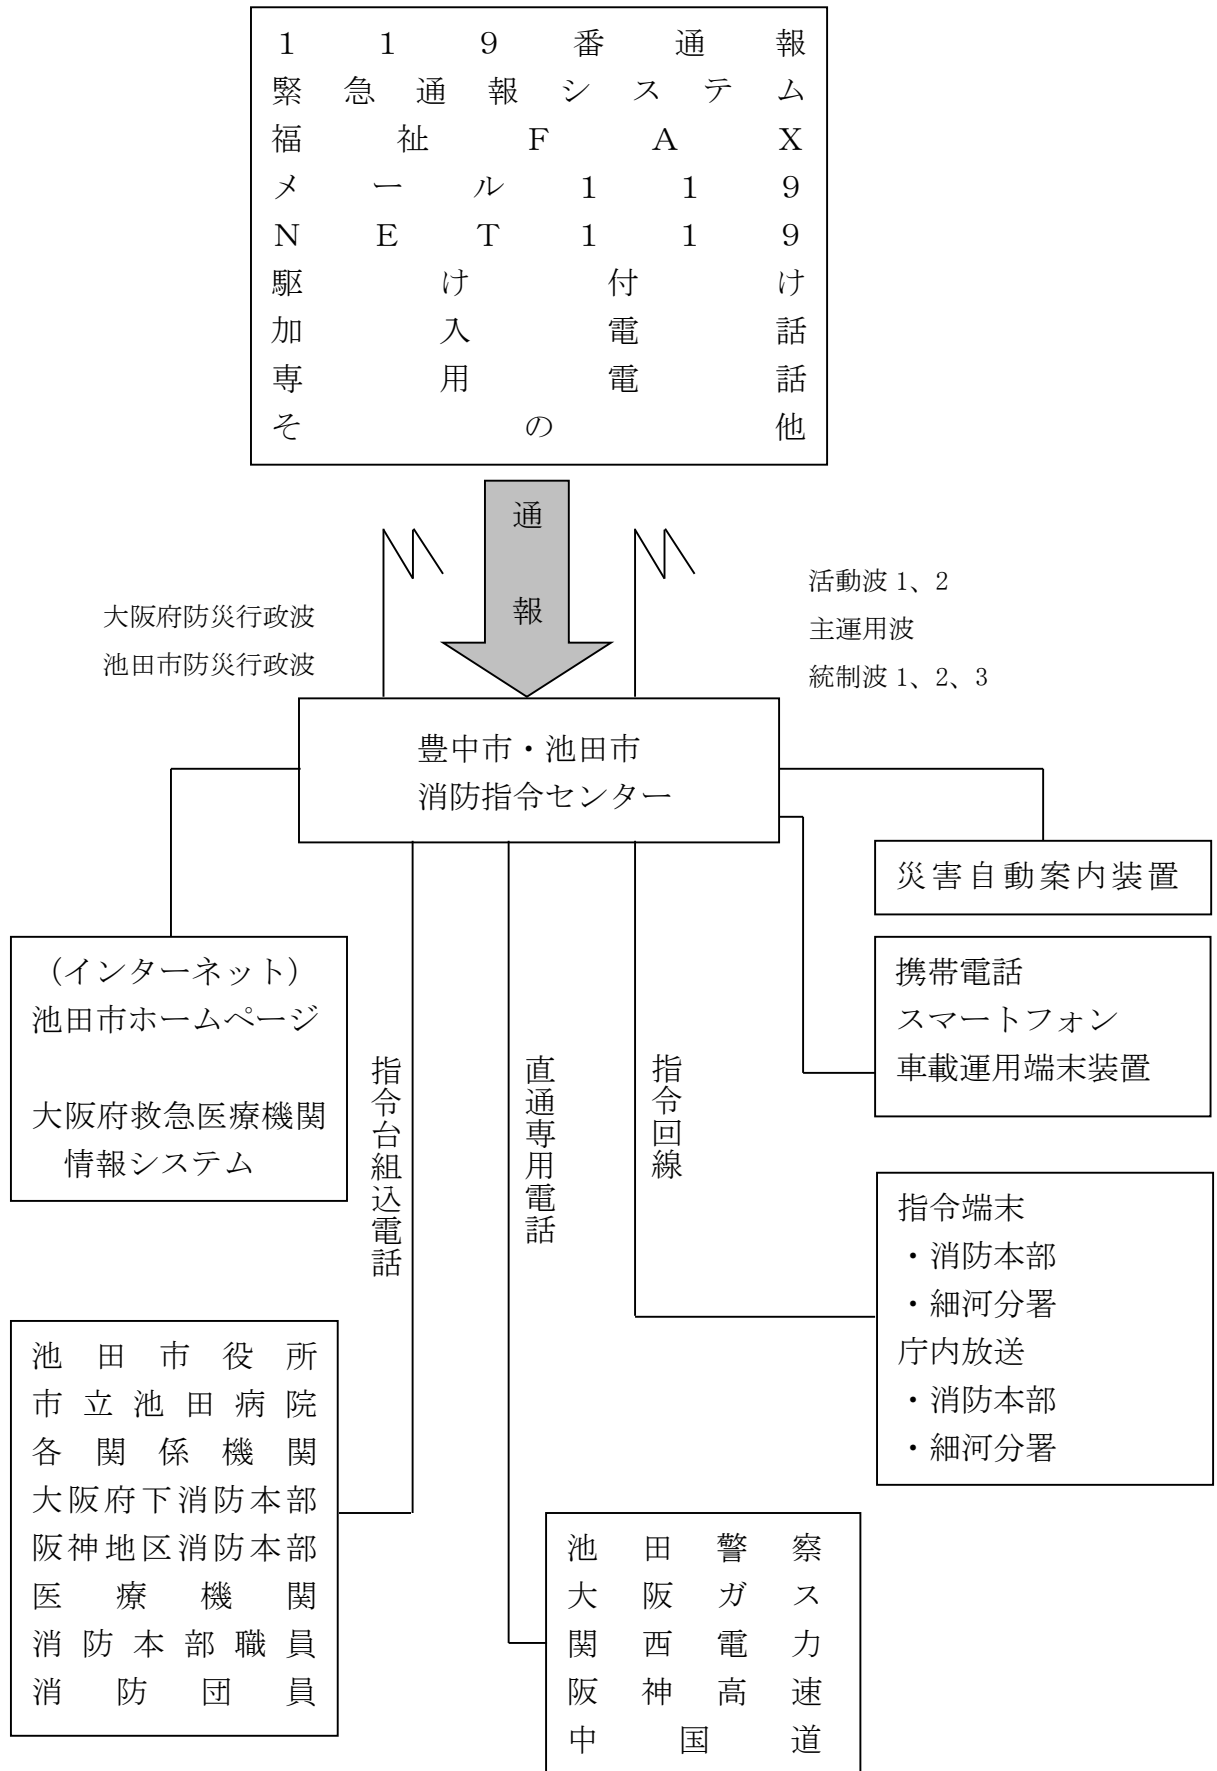 119番通報
緊急通報システム
福祉FAX
メール119
NET119
駆け付け
加入電話
専用電話
その他
通報
大阪府防災行政波
池田市防災行政波
活動波1、2
主運用波
統制波1、2、3
豊中市・池田市
消防指令センター
災害自動案内装置
（インターネット）
池田市ホームページ
大阪府救急医療機関
情報システム
携帯電話
スマートフォン
車載運用端末装置
指令台組込電話
直通専用電話
指令回線
指令端末
・消防本部
・細河分署
庁内放送
・消防本部
・細河分署
池田市役所
市立池田病院
各関係機関
大阪府下消防本部
阪神地区消防本部
医療機関
消防本部職員
消防団員
池田警察
大阪ガス
関西電力
阪神高速
中国道